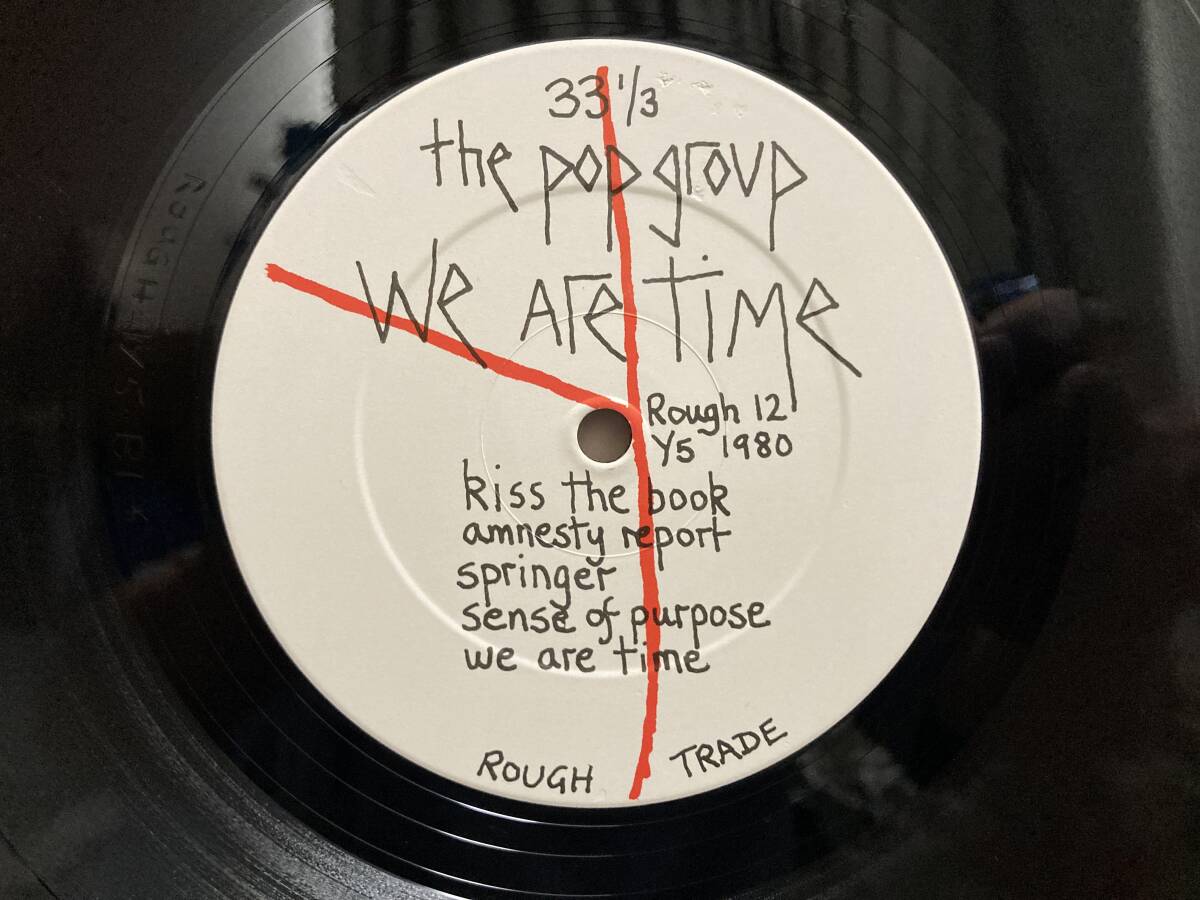 33 1/3
the pop group
We Are Time
Rough 12
Y5 1980
kiss the book
amnesty report
springer
sense of purpose
we are time
ROUGH TRADE
ROUGH